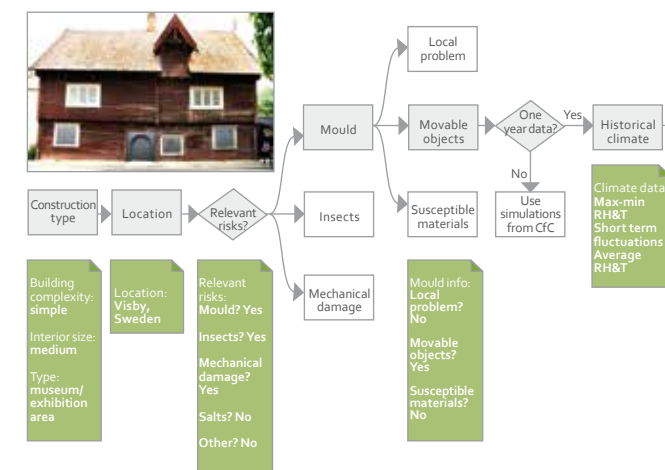 Local
problem
Mould
Movable
objects
One
year data?
Yes
Historical
climate
No
Construction
type
Location
Relevant
risks?
Insects
Susceptible
materials
Use
simulations
from CfC
Mechanical
damage
Climate data
Max-min
RH&T
Short term
fluctuations
Average
RH&T
Building
complexity:
simple
Interior size:
medium
Type:
museum/
exhibition
area
Location:
Visby,
Sweden
Relevant
risks:
Mould? Yes
Insects? Yes
Mechanical
damage?
Yes
Salts? No
Other? No
Mould info:
Local
problem?
No
Movable
objects?
Yes
Susceptible
materials?
No